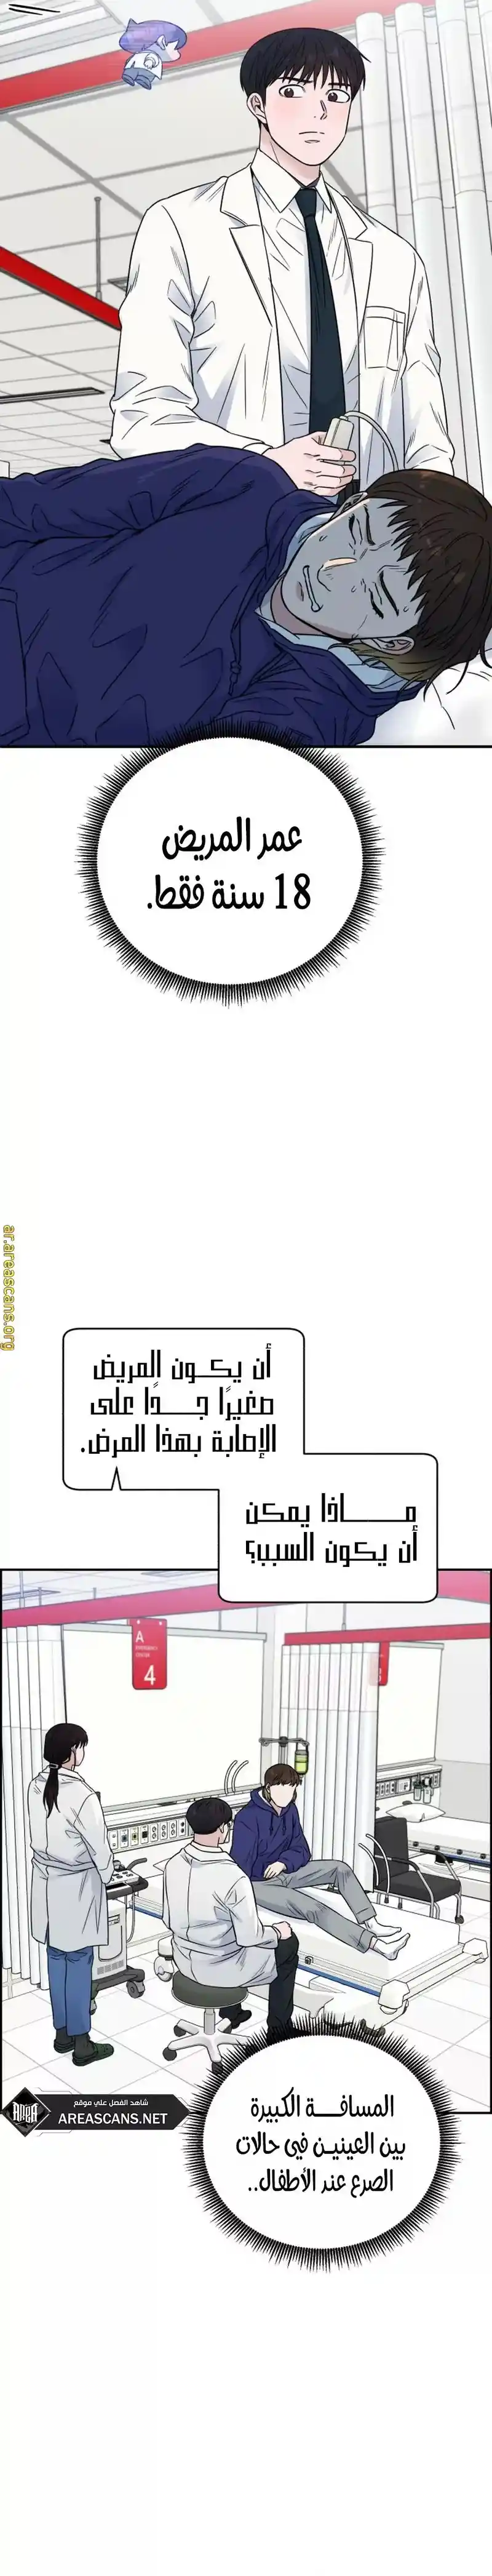 عمر المريض
18 سنة فقط.
ar.areascans.org
أن يكون المريض
صغيرًا جدًا على
الإصابة بهذا المرض.
ماذا يمكن
أن يكون السبب؟
A
4
المسافة الكبيرة
بين العينين في حالات
الصرع عند الأطفال..
شاهد الفصل علي موقع
AREASCANS.NET